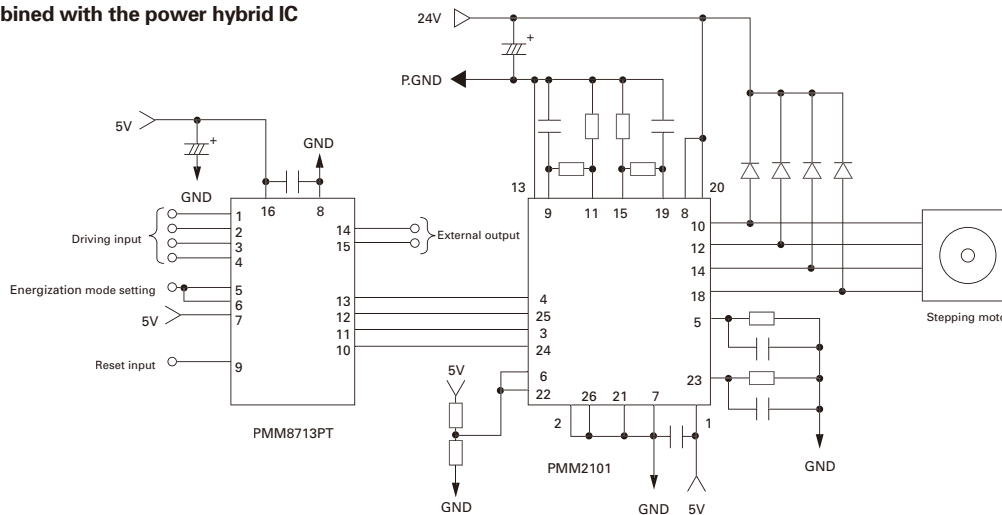 bined with the power hybrid IC
24V
+
P.GND
5V
+
GND
GND
13
20
16
8
9
11
15
19
8
Driving input
1
2
3
4
14
15
External output
10
12
14
18
Stepping moto
Energization mode setting
5
6
5V
7
13
12
11
10
4
25
3
24
5
Reset input
9
5V
6
22
23
26
21
7
2
1
PMM8713PT
PMM2101
GND
GND
5V
GND